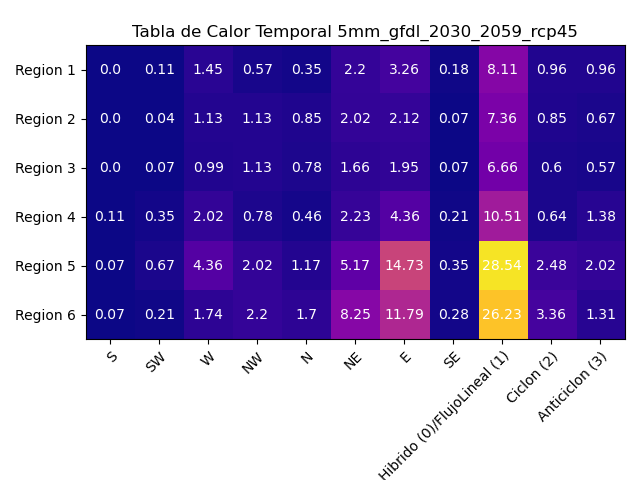 Tabla de Calor Temporal 5mm_gfdl_2030_2059_rcp45
Region 1 0.0 0.11 1.45 0.57 0.35 2.2 3.26 0.18 8.11 0.96 0.96
Region 2 0.0 0.04 1.13 1.13 0.85 2.02 2.12 0.07 7.36 0.85 0.67
Region 3 0.0 0.07 0.99 1.13 0.78 1.66 1.95 0.07 6.66 0.6 0.57
Region 4 0.11 0.35 2.02 0.78 0.46 2.23 4.36 0.21 10.51 0.64 1.38
Region 5 0.07 0.67 4.36 2.02 1.17 5.17 14.73 0.35 28.54 2.48 2.02
Region 6 0.07 0.21 1.74 2.2 1.7 8.25 11.79 0.28 26.23 3.36 1.31
S SW W NW N NE E SE Hibrido (0)/FlujoLineal (1) Ciclon (2) Anticiclon (3)